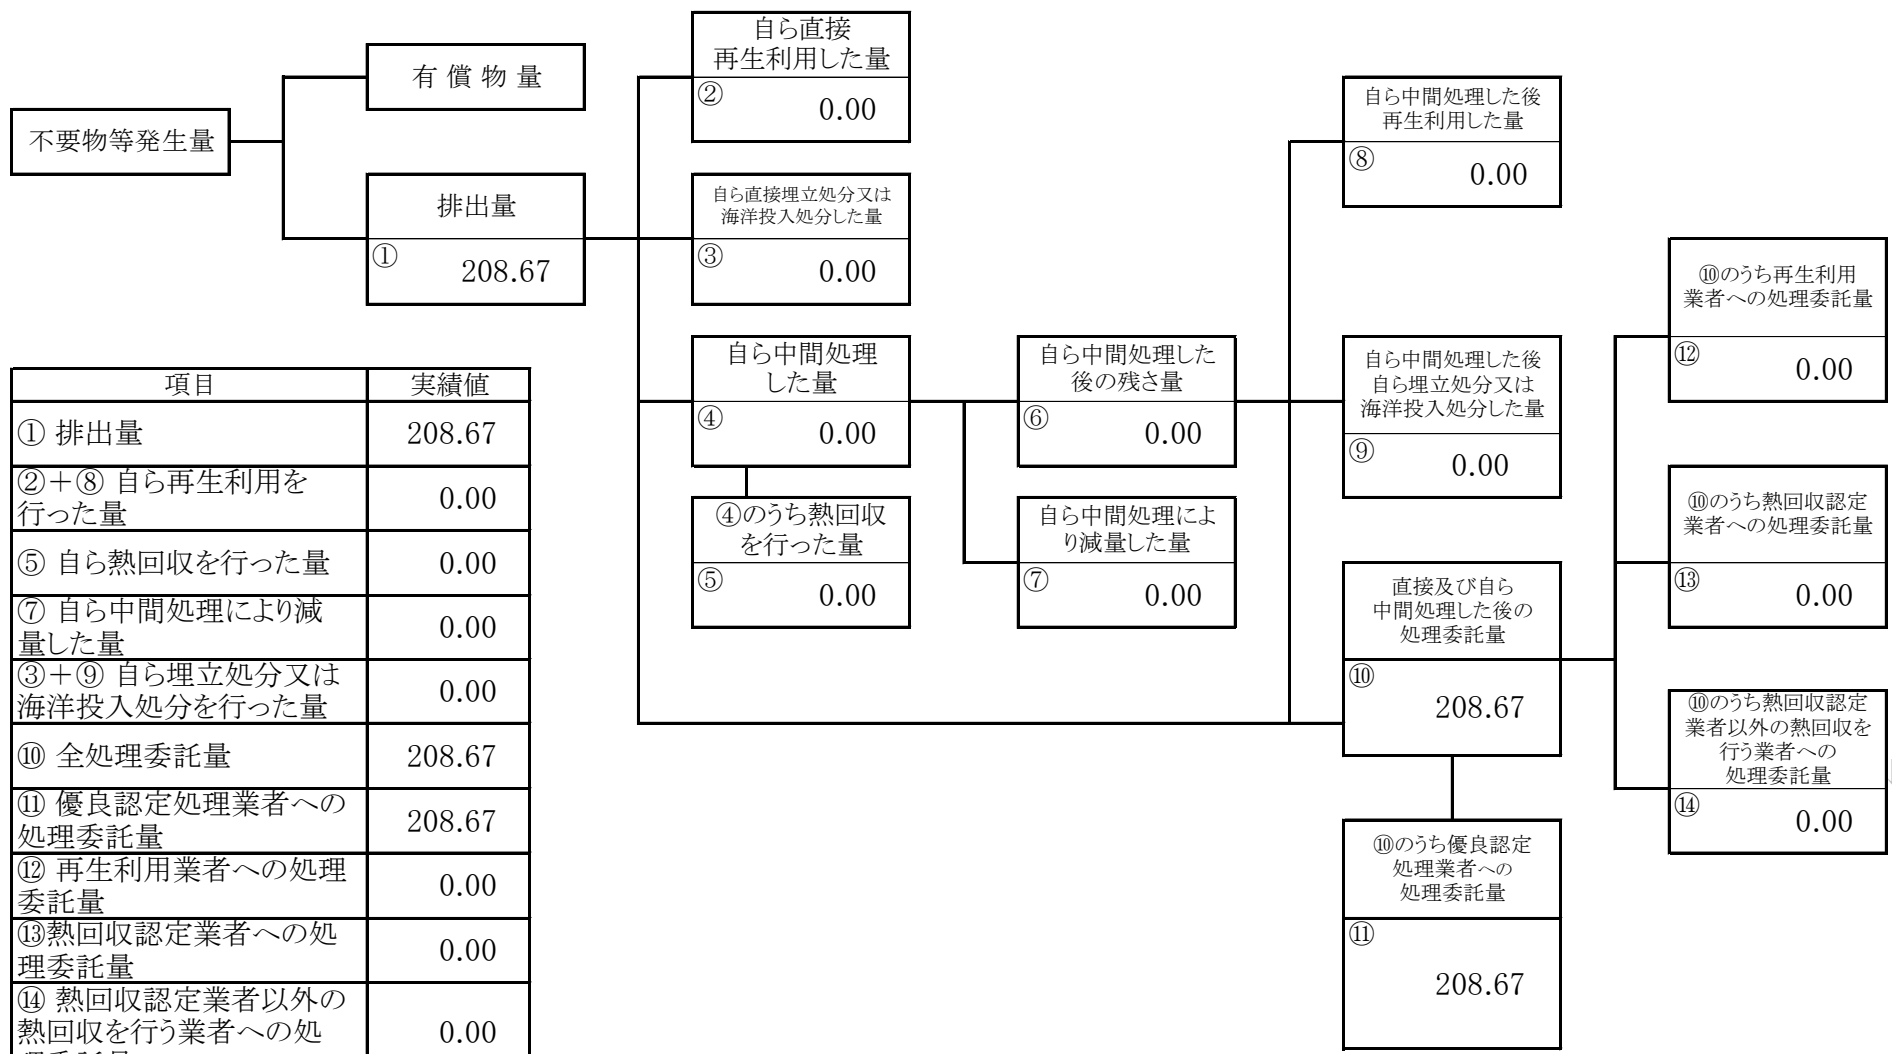 不要物等発生量
有 償 物 量
排出量
①
208.67
自ら直接
再生利用した量
②
0.00
自ら直接埋立処分又は
海洋投入処分した量
③
0.00
自ら中間処理
した量
④
0.00
④のうち熱回収
を行った量
⑤
0.00
自ら中間処理した
後の残さ量
⑥
0.00
自ら中間処理によ
り減量した量
⑦
0.00
自ら中間処理した後
再生利用した量
⑧
0.00
自ら中間処理した後
自ら埋立処分又は
海洋投入処分した量
⑨
0.00
直接及び自ら
中間処理した後の
処理委託量
⑩
208.67
⑩のうち優良認定
処理業者への
処理委託量
⑪
208.67
⑩のうち再生利用
業者への処理委託量
⑫
0.00
⑩のうち熱回収認定
業者への処理委託量
⑬
0.00
⑩のうち熱回収認定
業者以外の熱回収を
行う業者への
処理委託量
⑭
0.00
項目 実績値
① 排出量 208.67
②＋⑧ 自ら再生利用を
行った量 0.00
⑤ 自ら熱回収を行った量 0.00
⑦ 自ら中間処理により減
量した量 0.00
③＋⑨ 自ら埋立処分又は
海洋投入処分を行った量 0.00
⑩ 全処理委託量 208.67
⑪ 優良認定処理業者への
処理委託量 208.67
⑫ 再生利用業者への処理
委託量 0.00
⑬熱回収認定業者への処
理委託量 0.00
⑭ 熱回収認定業者以外の
熱回収を行う業者への処 0.00